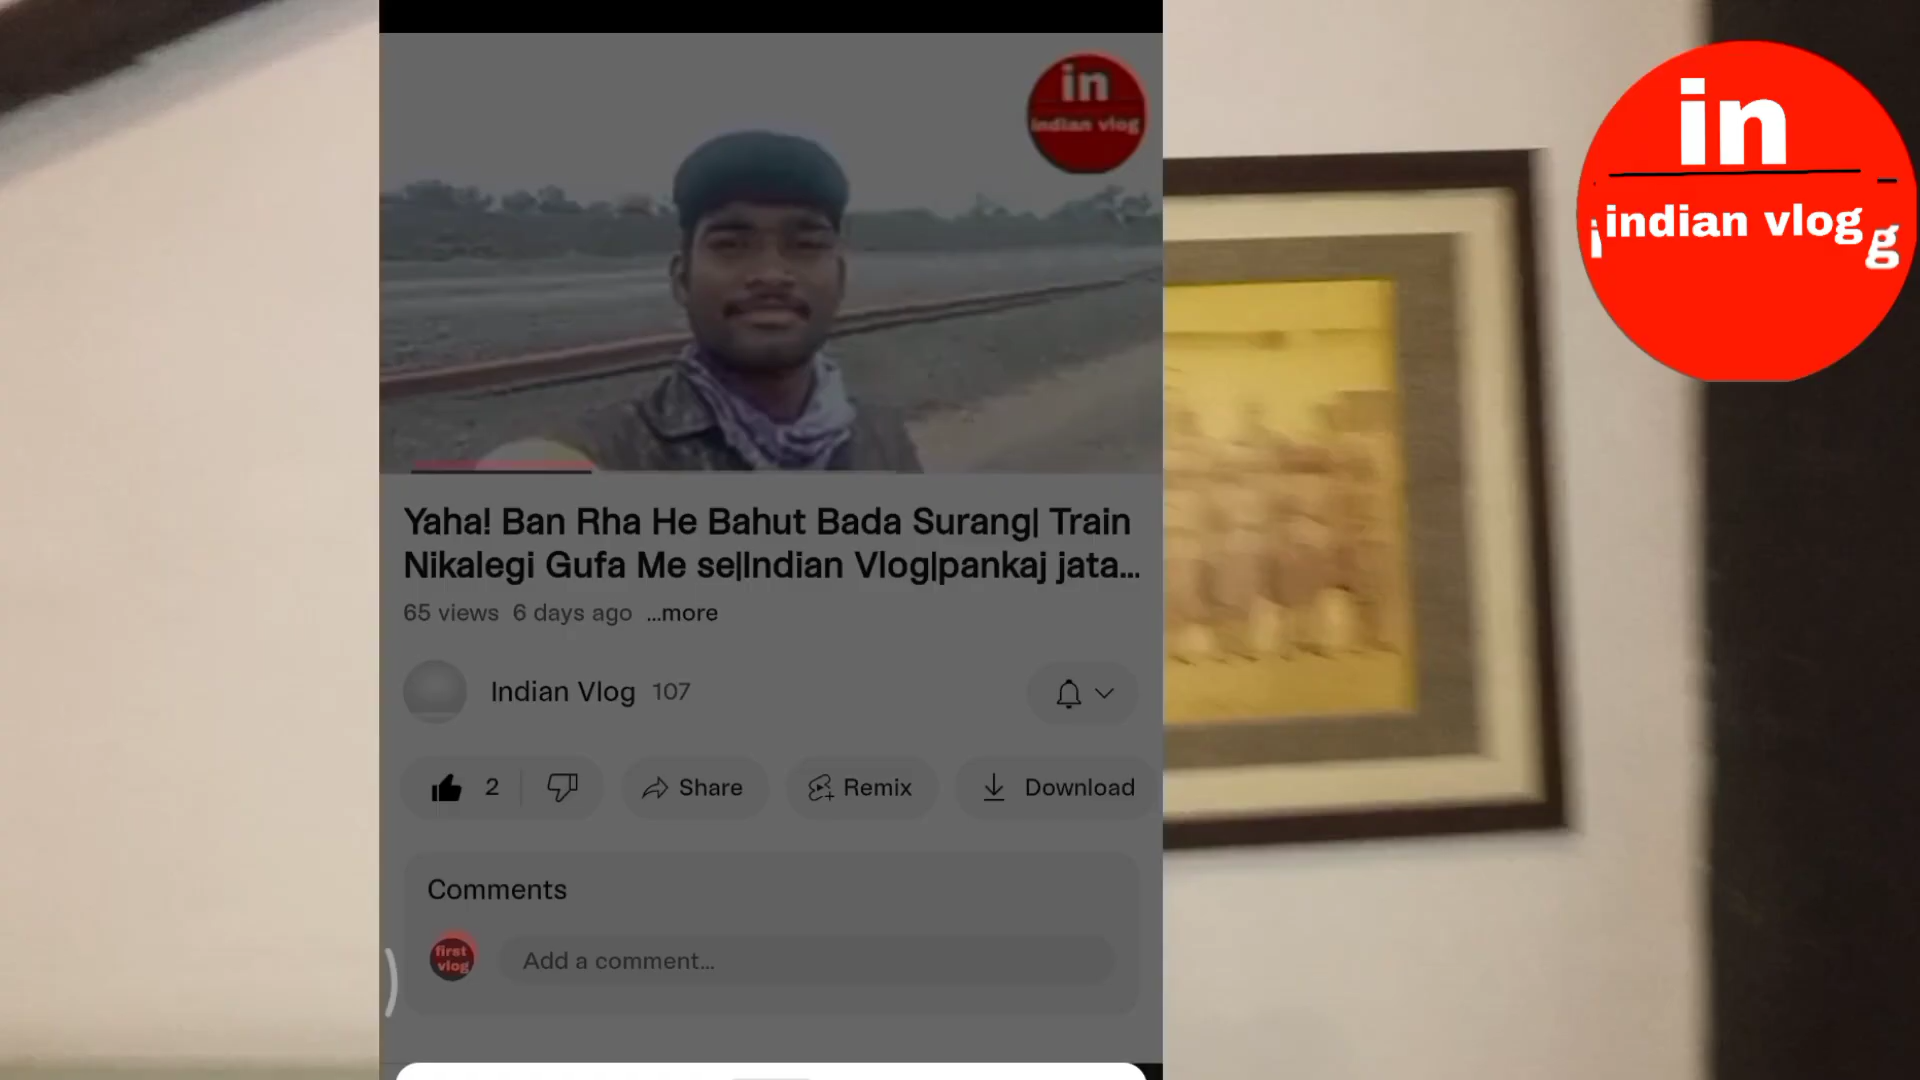 in
indian vlog
Yaha! Ban Rha He Bahut Bada Surang| Train
Nikalegi Gufa Me se|Indian Vlog|pankaj jata...
65 views 6 days ago ...more
Indian Vlog 107
2
Share
Remix
Download
Comments
first
vlog
Add a comment...
in
indian vlog
g